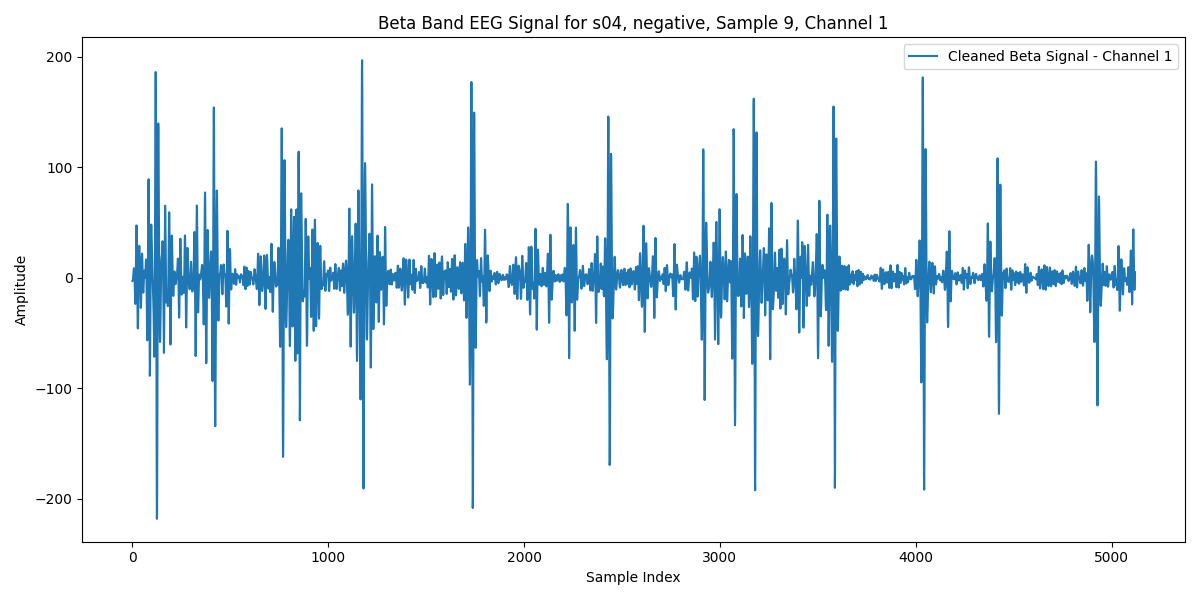 Beta Band EEG Signal for s04, negative, Sample 9, Channel 1
Cleaned Beta Signal - Channel 1
200
100
0
−100
−200
Amplitude
0 1000 2000 3000 4000 5000
Sample Index